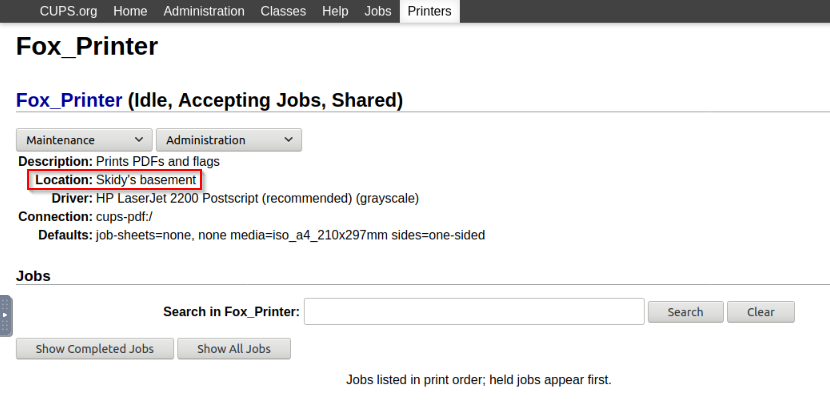 CUPS.org Home Administration Classes Help Jobs Printers
Fox_Printer
Fox_Printer (Idle, Accepting Jobs, Shared)
Maintenance Administration
Description: Prints PDFs and flags
Location: Skidy's basement
Driver: HP LaserJet 2200 Postscript (recommended) (grayscale)
Connection: cups-pdf:/
Defaults: job-sheets=none, none media=iso_a4_210x297mm sides=one-sided
Jobs
Search in Fox_Printer: Search Clear
Show Completed Jobs Show All Jobs
Jobs listed in print order; held jobs appear first.